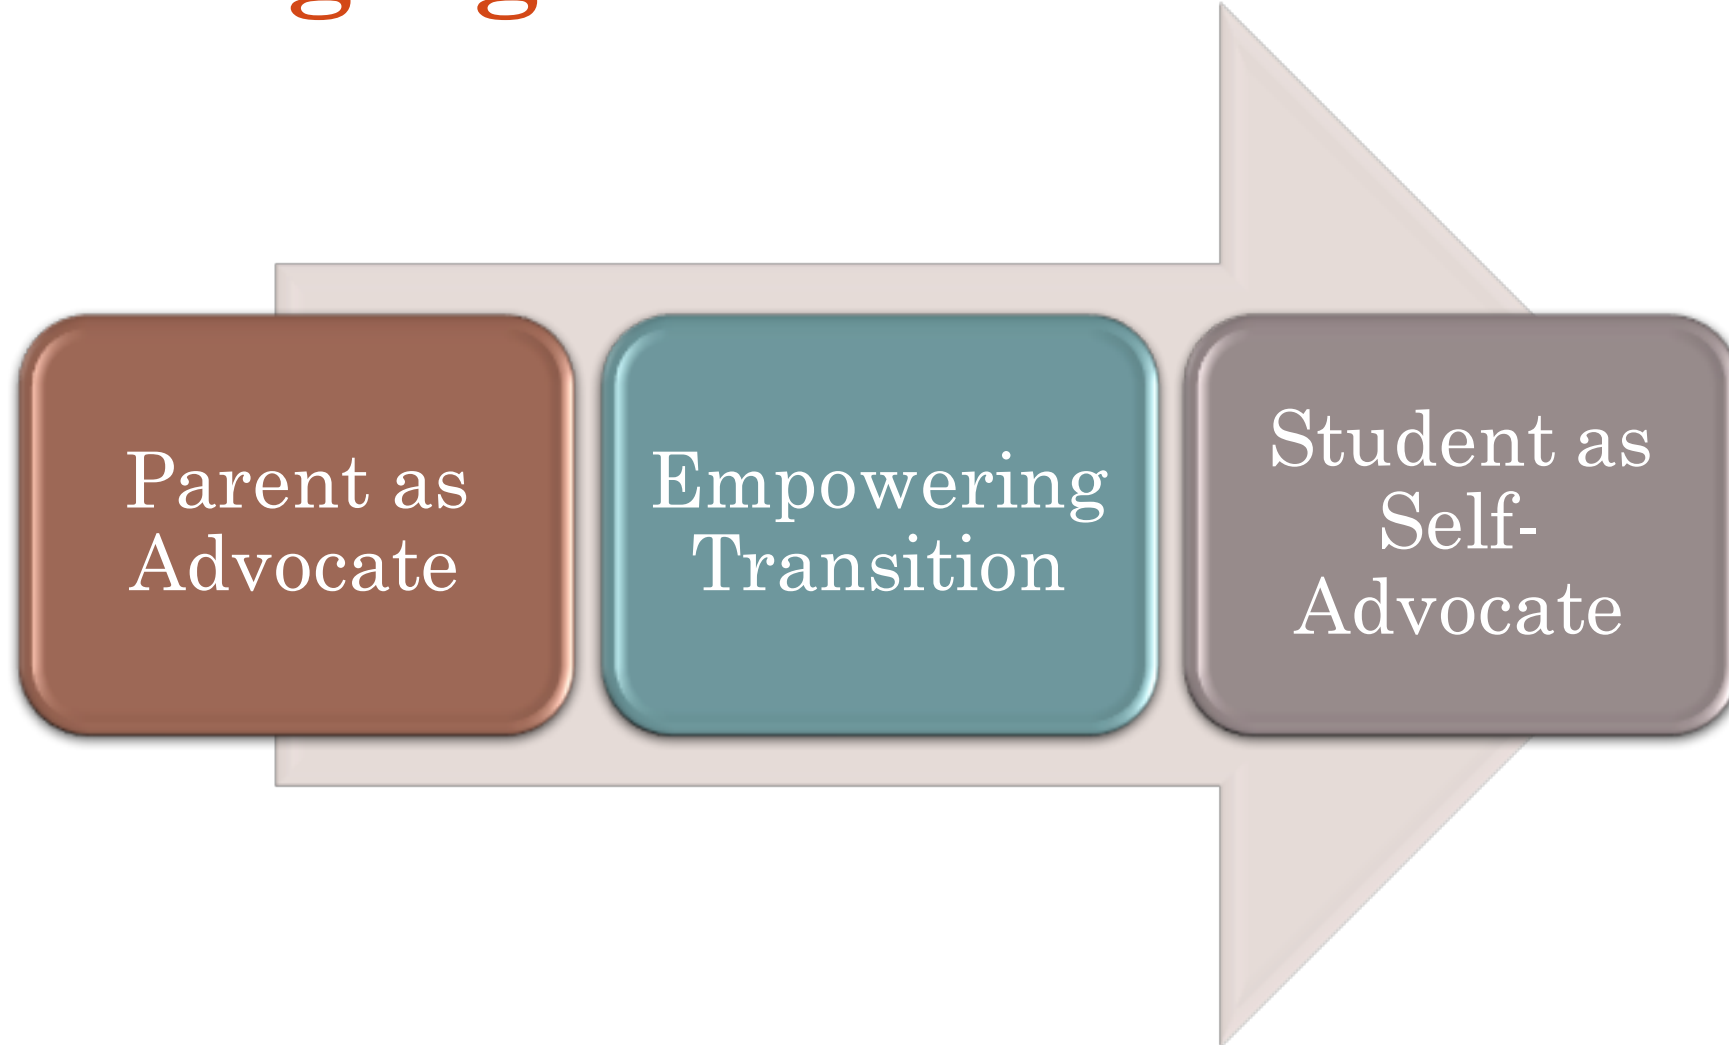 Parent as
Advocate
Empowering
Transition
Student as
Self-
Advocate